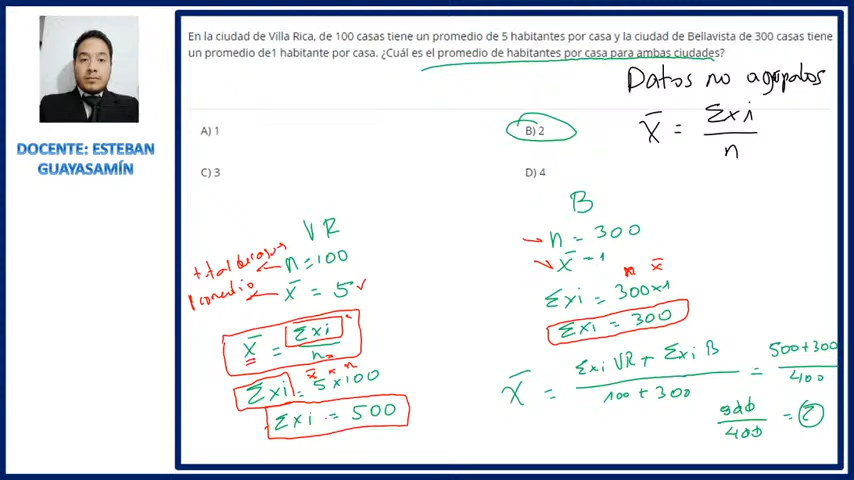 En la ciudad de Villa Rica, de 100 casas tiene un promedio de 5 habitantes por casa y la ciudad de Bellavista de 300 casas tiene
un promedio de1 habitante por casa. ¿Cuál es el promedio de habitantes por casa para ambas ciudades?
Datos no agrupados
x̄ = Σxi / n
A) 1
B) 2
C) 3
D) 4
DOCENTE: ESTEBAN
GUAYASAMÍN
VR
total de casas
n = 100
Promedio
x̄ = 5
x̄ = Σxi / n
x̄ x n
Σxi = 5 x 100
Σxi = 500
B
n = 300
x̄ = 1
n x̄
Σxi = 300x1
Σxi = 300
x̄ = Σxi VR + Σxi B / 100 + 300 = 500+300 / 400
800 / 400 = 2